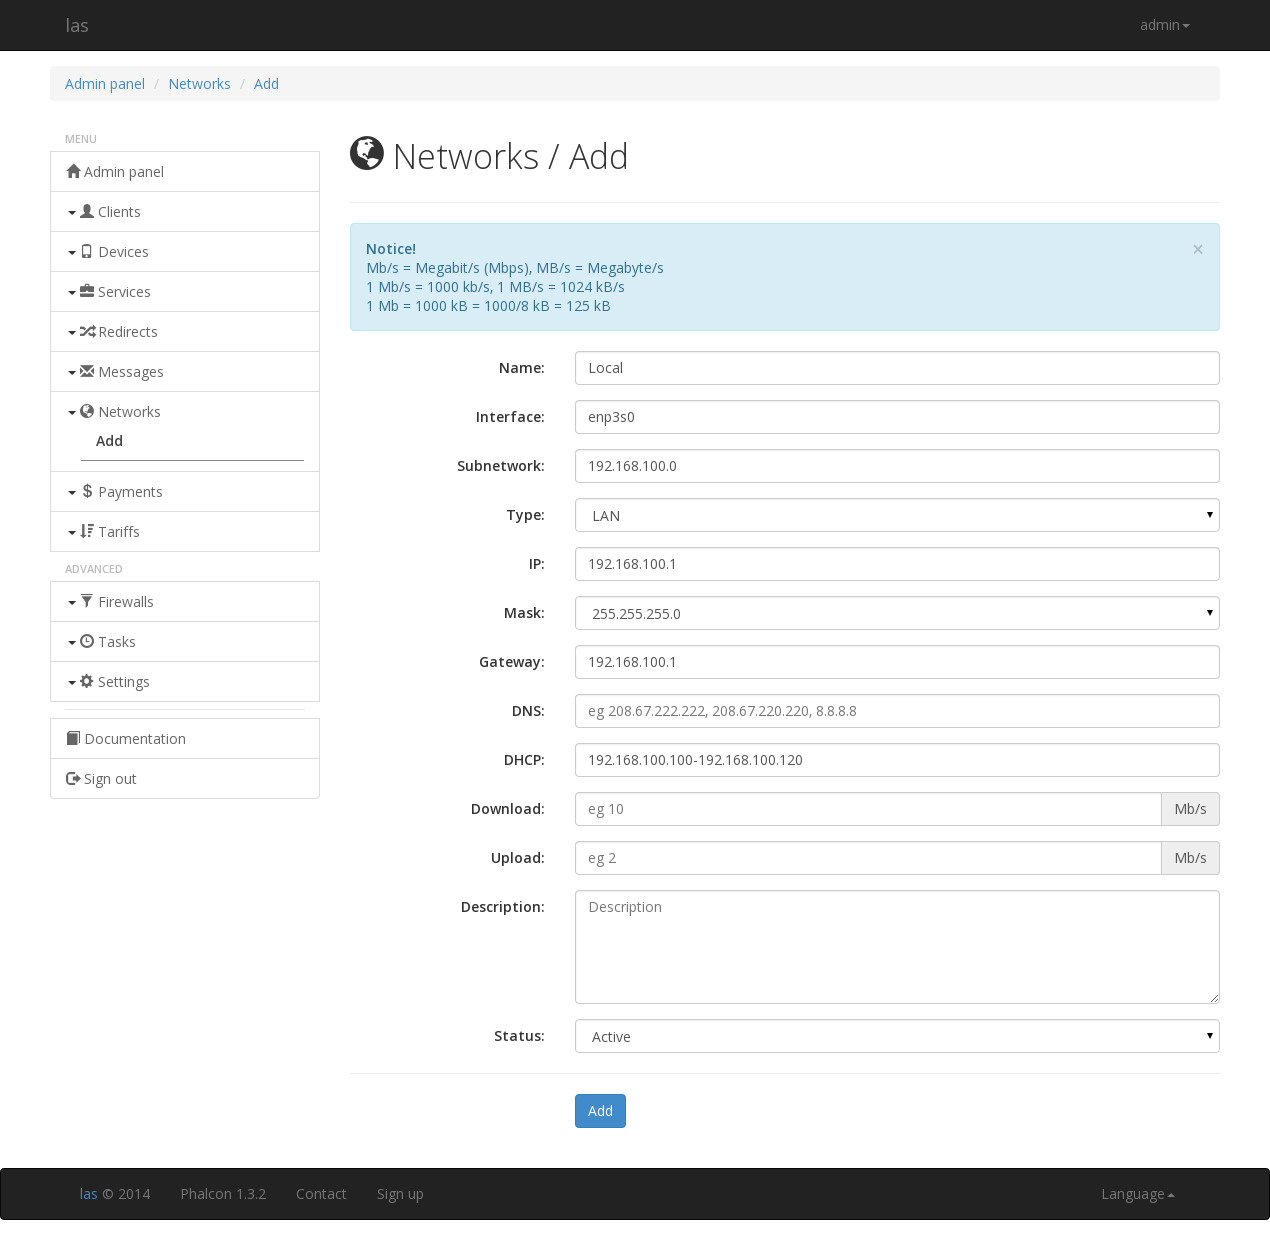 las
admin
Admin panel / Networks / Add
MENU
Admin panel
Clients
Devices
Services
Redirects
Messages
Networks
Add
Payments
Tariffs
ADVANCED
Firewalls
Tasks
Settings
Documentation
Sign out
Networks / Add
Notice!
×
Mb/s = Megabit/s (Mbps), MB/s = Megabyte/s
1 Mb/s = 1000 kb/s, 1 MB/s = 1024 kB/s
1 Mb = 1000 kB = 1000/8 kB = 125 kB
Name: Local
Interface: enp3s0
Subnetwork: 192.168.100.0
Type: LAN
IP: 192.168.100.1
Mask: 255.255.255.0
Gateway: 192.168.100.1
DNS: eg 208.67.222.222, 208.67.220.220, 8.8.8.8
DHCP: 192.168.100.100-192.168.100.120
Download: eg 10 Mb/s
Upload: eg 2 Mb/s
Description: Description
Status: Active
Add
las © 2014 Phalcon 1.3.2 Contact Sign up Language